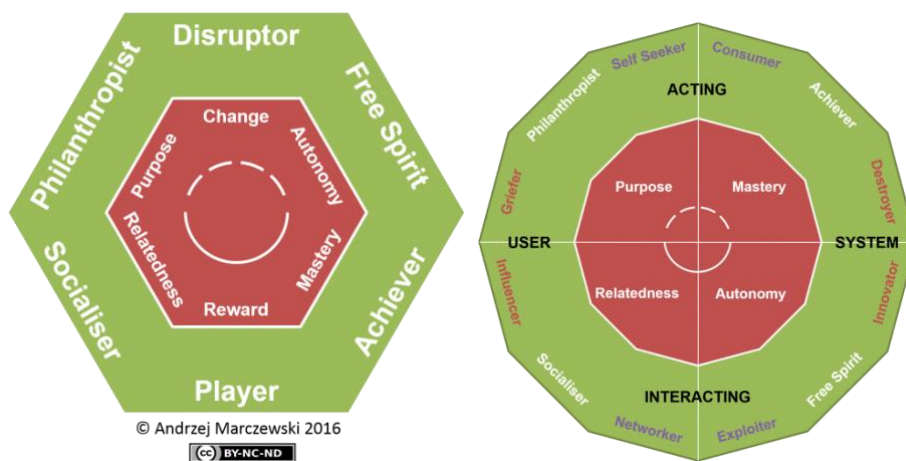 Disruptor
Philanthropist
Free Spirit
Change
Purpose
Autonomy
Relatedness
Mastery
Reward
Socialiser
Achiever
Player
© Andrzej Marczewski 2016
cc BY-NC-ND
Self Seeker
Consumer
Philanthropist
ACTING
Achiever
Griefer
Purpose
Mastery
Destroyer
USER
SYSTEM
Influencer
Relatedness
Autonomy
Innovator
Socialiser
INTERACTING
Free Spirit
Networker
Exploiter